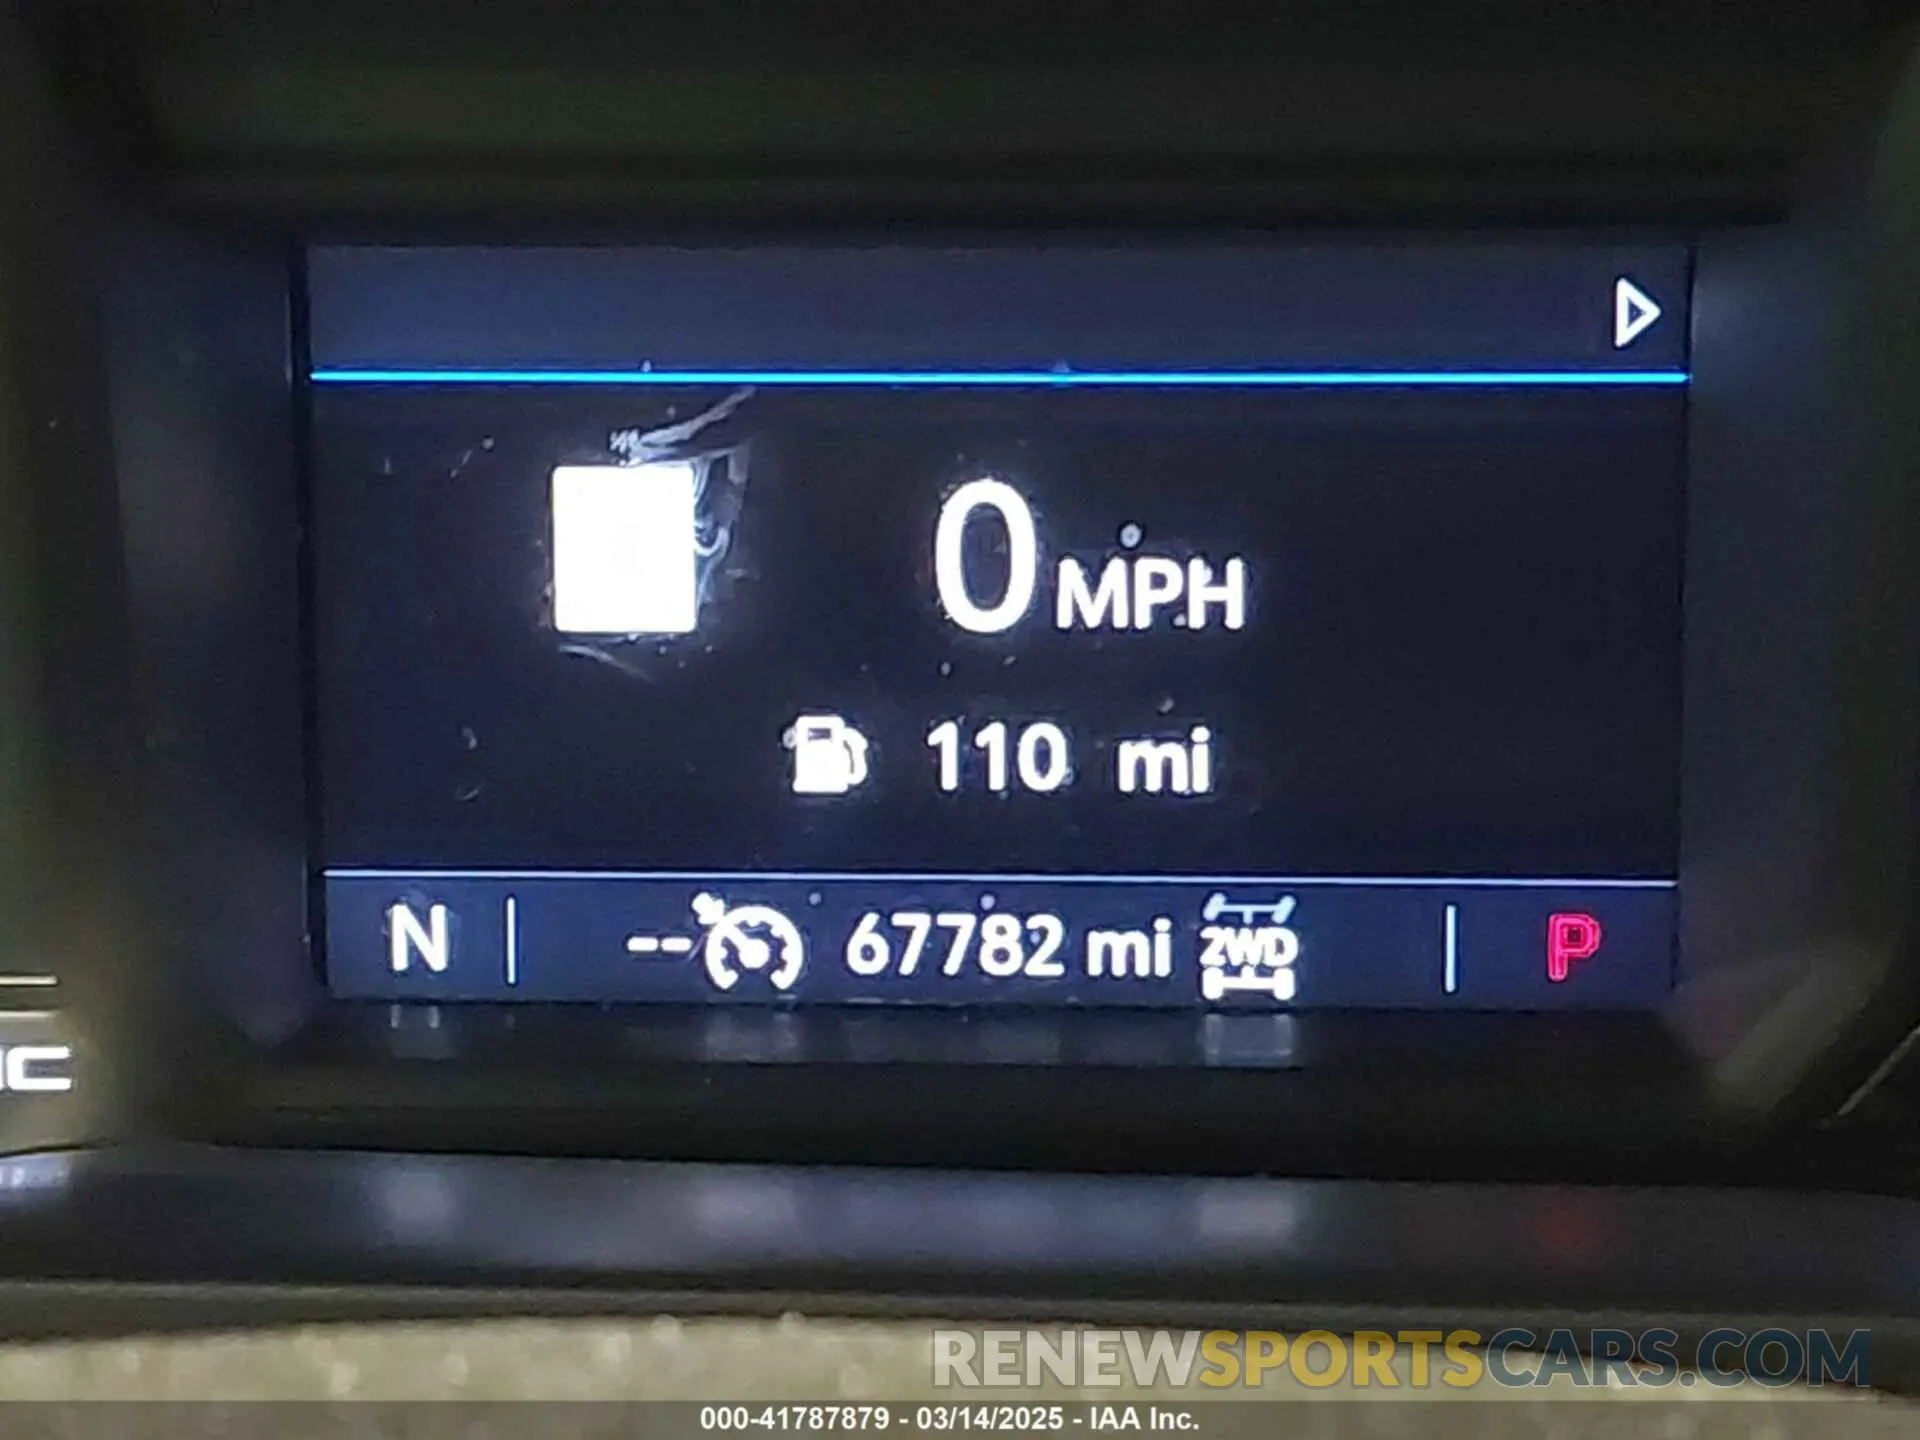 0 MPH
110 mi
N -- 67782 mi 2WD P
RENEWSPORTSCARS.COM
000-41787879 - 03/14/2025 - IAA Inc.